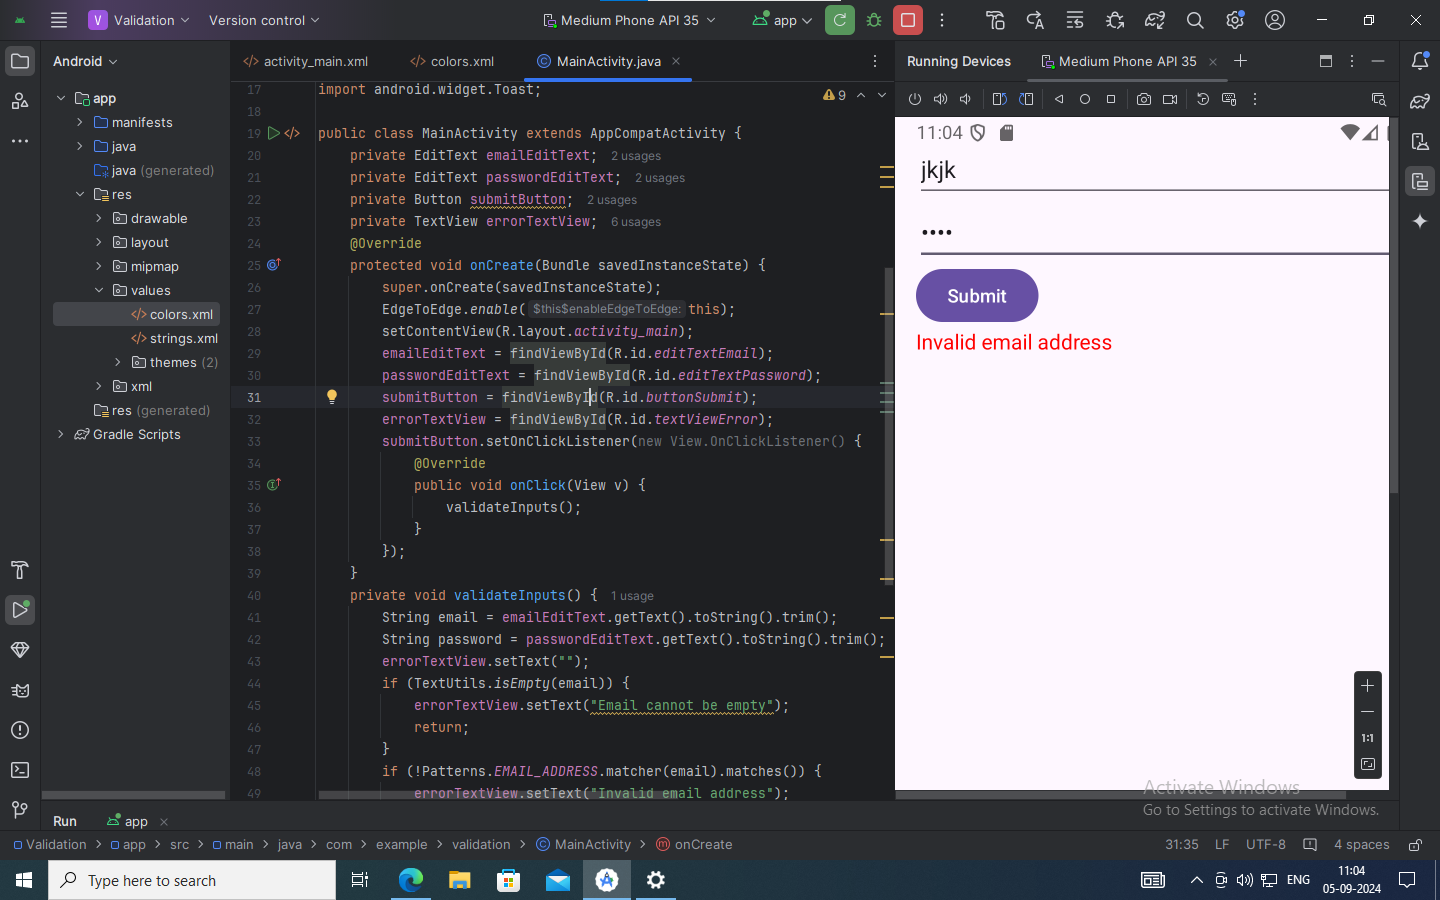 V Validation Version control Medium Phone API 35 app
Android
activity_main.xml colors.xml MainActivity.java
Running Devices Medium Phone API 35
app
manifests
java
java (generated)
res
drawable
layout
mipmap
values
colors.xml
strings.xml
themes (2)
xml
res (generated)
Gradle Scripts
9
17 import android.widget.Toast;
18
19 public class MainActivity extends AppCompatActivity {
20 private EditText emailEditText; 2 usages
21 private EditText passwordEditText; 2 usages
22 private Button submitButton; 2 usages
23 private TextView errorTextView; 6 usages
24 @Override
25 protected void onCreate(Bundle savedInstanceState) {
26 super.onCreate(savedInstanceState);
27 EdgeToEdge.enable( $this$enableEdgeToEdge: this);
28 setContentView(R.layout.activity_main);
29 emailEditText = findViewById(R.id.editTextEmail);
30 passwordEditText = findViewById(R.id.editTextPassword);
31 submitButton = findViewById(R.id.buttonSubmit);
32 errorTextView = findViewById(R.id.textViewError);
33 submitButton.setOnClickListener(new View.OnClickListener() {
34 @Override
35 public void onClick(View v) {
36 validateInputs();
37 }
38 });
39 }
40 private void validateInputs() { 1 usage
41 String email = emailEditText.getText().toString().trim();
42 String password = passwordEditText.getText().toString().trim();
43 errorTextView.setText("");
44 if (TextUtils.isEmpty(email)) {
45 errorTextView.setText("Email cannot be empty");
46 return;
47 }
48 if (!Patterns.EMAIL_ADDRESS.matcher(email).matches()) {
49 errorTextView.setText("Invalid email address");
11:04
jkjk
••••
Submit
Invalid email address
1:1
Activate Windows
Go to Settings to activate Windows.
Run app
Validation > app > src > main > java > com > example > validation > MainActivity > onCreate
31:35 LF UTF-8 4 spaces
Type here to search
ENG
11:04
05-09-2024